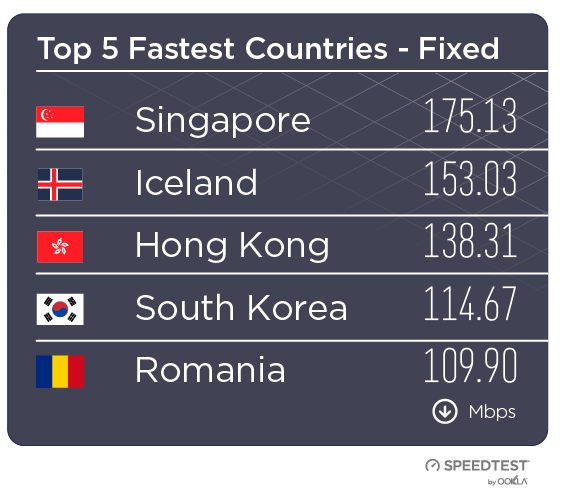 Top 5 Fastest Countries - Fixed
Singapore 175.13
Iceland 153.03
Hong Kong 138.31
South Korea 114.67
Romania 109.90
Mbps
SPEEDTEST™
by OOKLA